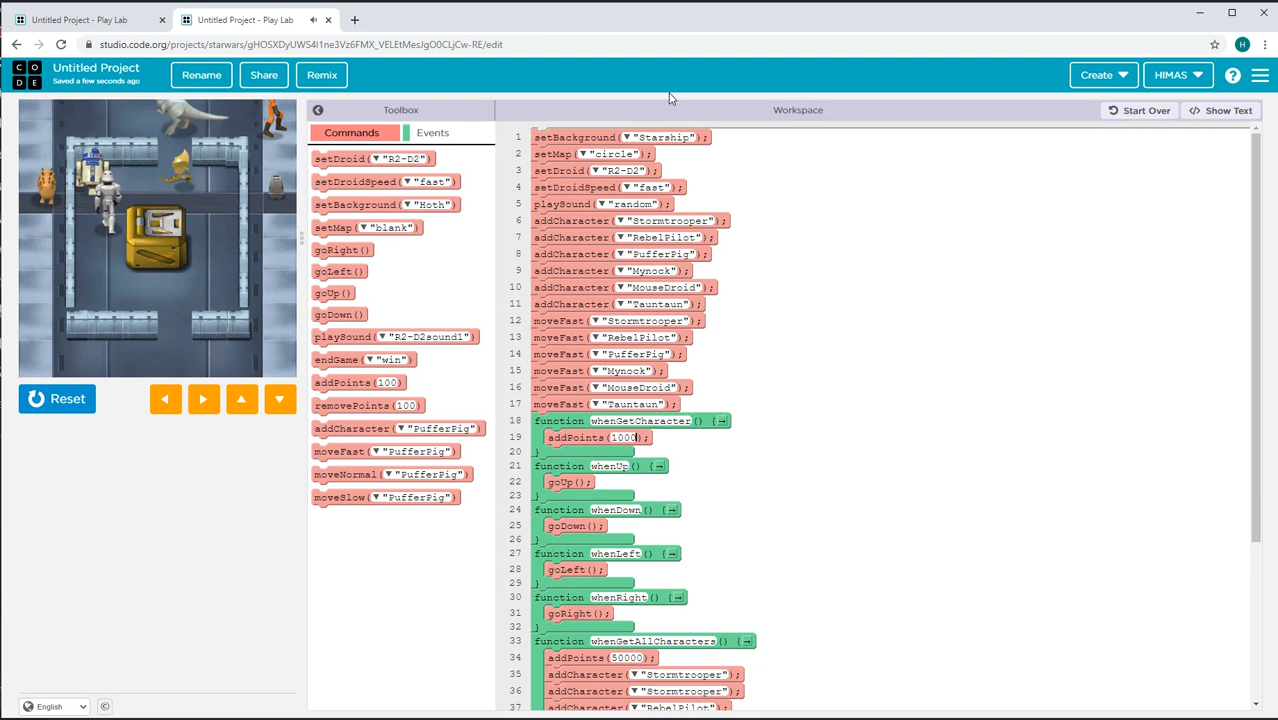 Untitled Project - Play Lab
Untitled Project - Play Lab
studio.code.org/projects/starwars/gHOSXDyUWS4I1ne3Vz6FMX_VELEtMesJgO0CLjCw-RE/edit
H
C O D E
Untitled Project
Saved a few seconds ago
Rename
Share
Remix
Create
HIMAS
?
Toolbox
Workspace
Start Over
</> Show Text
Commands
Events
setDroid(▼"R2-D2")
setDroidSpeed(▼"fast")
setBackground(▼"Hoth")
setMap(▼"blank")
goRight()
goLeft()
goUp()
goDown()
playSound(▼"R2-D2sound1")
endGame(▼"win")
addPoints(100)
removePoints(100)
addCharacter(▼"PufferPig")
moveFast(▼"PufferPig")
moveNormal(▼"PufferPig")
moveSlow(▼"PufferPig")
1 setBackground(▼"Starship");
2 setMap(▼"circle");
3 setDroid(▼"R2-D2");
4 setDroidSpeed(▼"fast");
5 playSound(▼"random");
6 addCharacter(▼"Stormtrooper");
7 addCharacter(▼"RebelPilot");
8 addCharacter(▼"PufferPig");
9 addCharacter(▼"Mynock");
10 addCharacter(▼"MouseDroid");
11 addCharacter(▼"Tauntaun");
12 moveFast(▼"Stormtrooper");
13 moveFast(▼"RebelPilot");
14 moveFast(▼"PufferPig");
15 moveFast(▼"Mynock");
16 moveFast(▼"MouseDroid");
17 moveFast(▼"Tauntaun");
18 function whenGetCharacter() {
19 addPoints(1000);
20 }
21 function whenUp() {
22 goUp();
23 }
24 function whenDown() {
25 goDown();
26 }
27 function whenLeft() {
28 goLeft();
29 }
30 function whenRight() {
31 goRight();
32 }
33 function whenGetAllCharacters() {
34 addPoints(50000);
35 addCharacter(▼"Stormtrooper");
36 addCharacter(▼"Stormtrooper");
37 addCharacter(▼"RebelPilot");
Reset
English
©